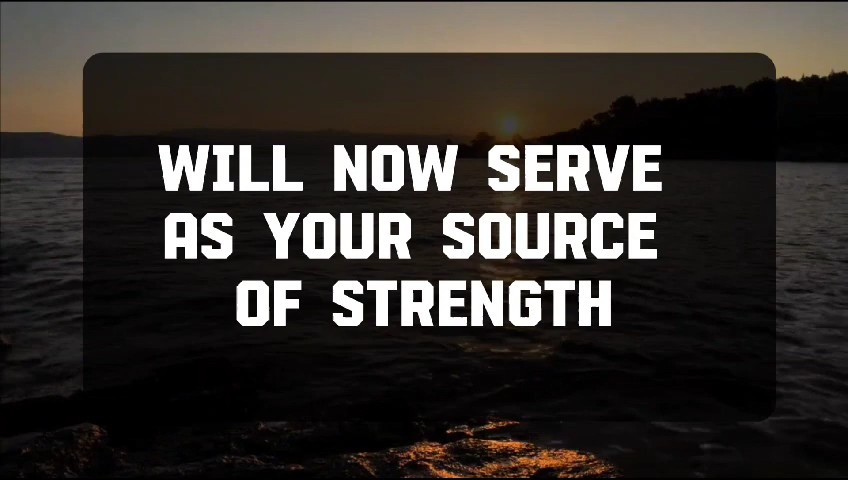 WILL NOW SERVE
AS YOUR SOURCE
OF STRENGTH